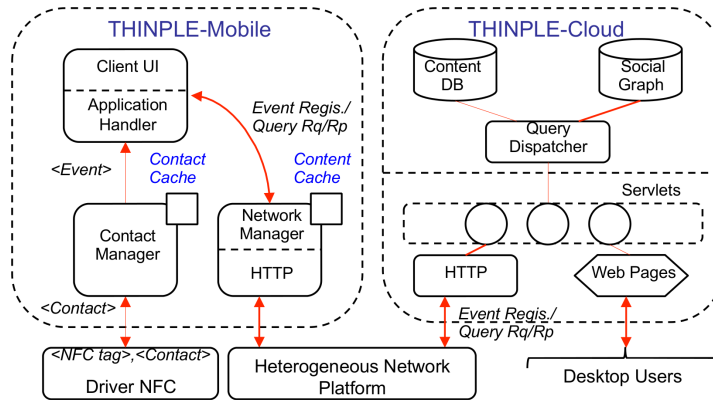 THINPLE-Mobile
Client UI
Application
Handler
Event Regis./
Query Rq/Rp
<Event>
Contact
Cache
Content
Cache
Contact
Manager
Network
Manager
HTTP
<Contact>
<NFC tag>,<Contact>
Driver NFC
Heterogeneous Network
Platform
THINPLE-Cloud
Content
DB
Social
Graph
Query
Dispatcher
Servlets
HTTP
Web Pages
Event Regis./
Query Rq/Rp
Desktop Users